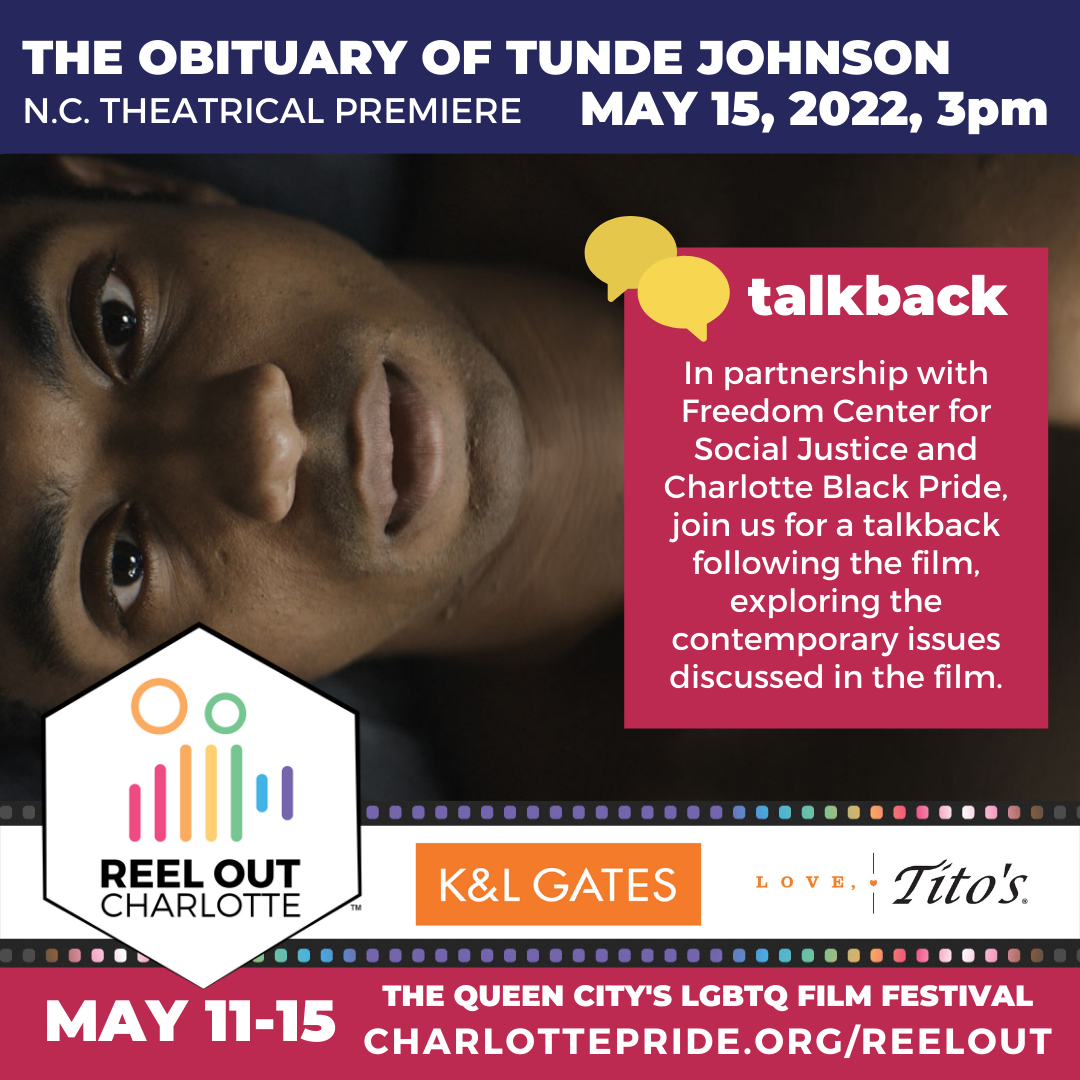 THE OBITUARY OF TUNDE JOHNSON
N.C. THEATRICAL PREMIERE MAY 15, 2022, 3pm
talkback
In partnership with
Freedom Center for
Social Justice and
Charlotte Black Pride,
join us for a talkback
following the film,
exploring the
contemporary issues
discussed in the film.
REEL OUT
CHARLOTTE ™
K&L GATES
LOVE, Tito's®
MAY 11-15
THE QUEEN CITY'S LGBTQ FILM FESTIVAL
CHARLOTTEPRIDE.ORG/REELOUT